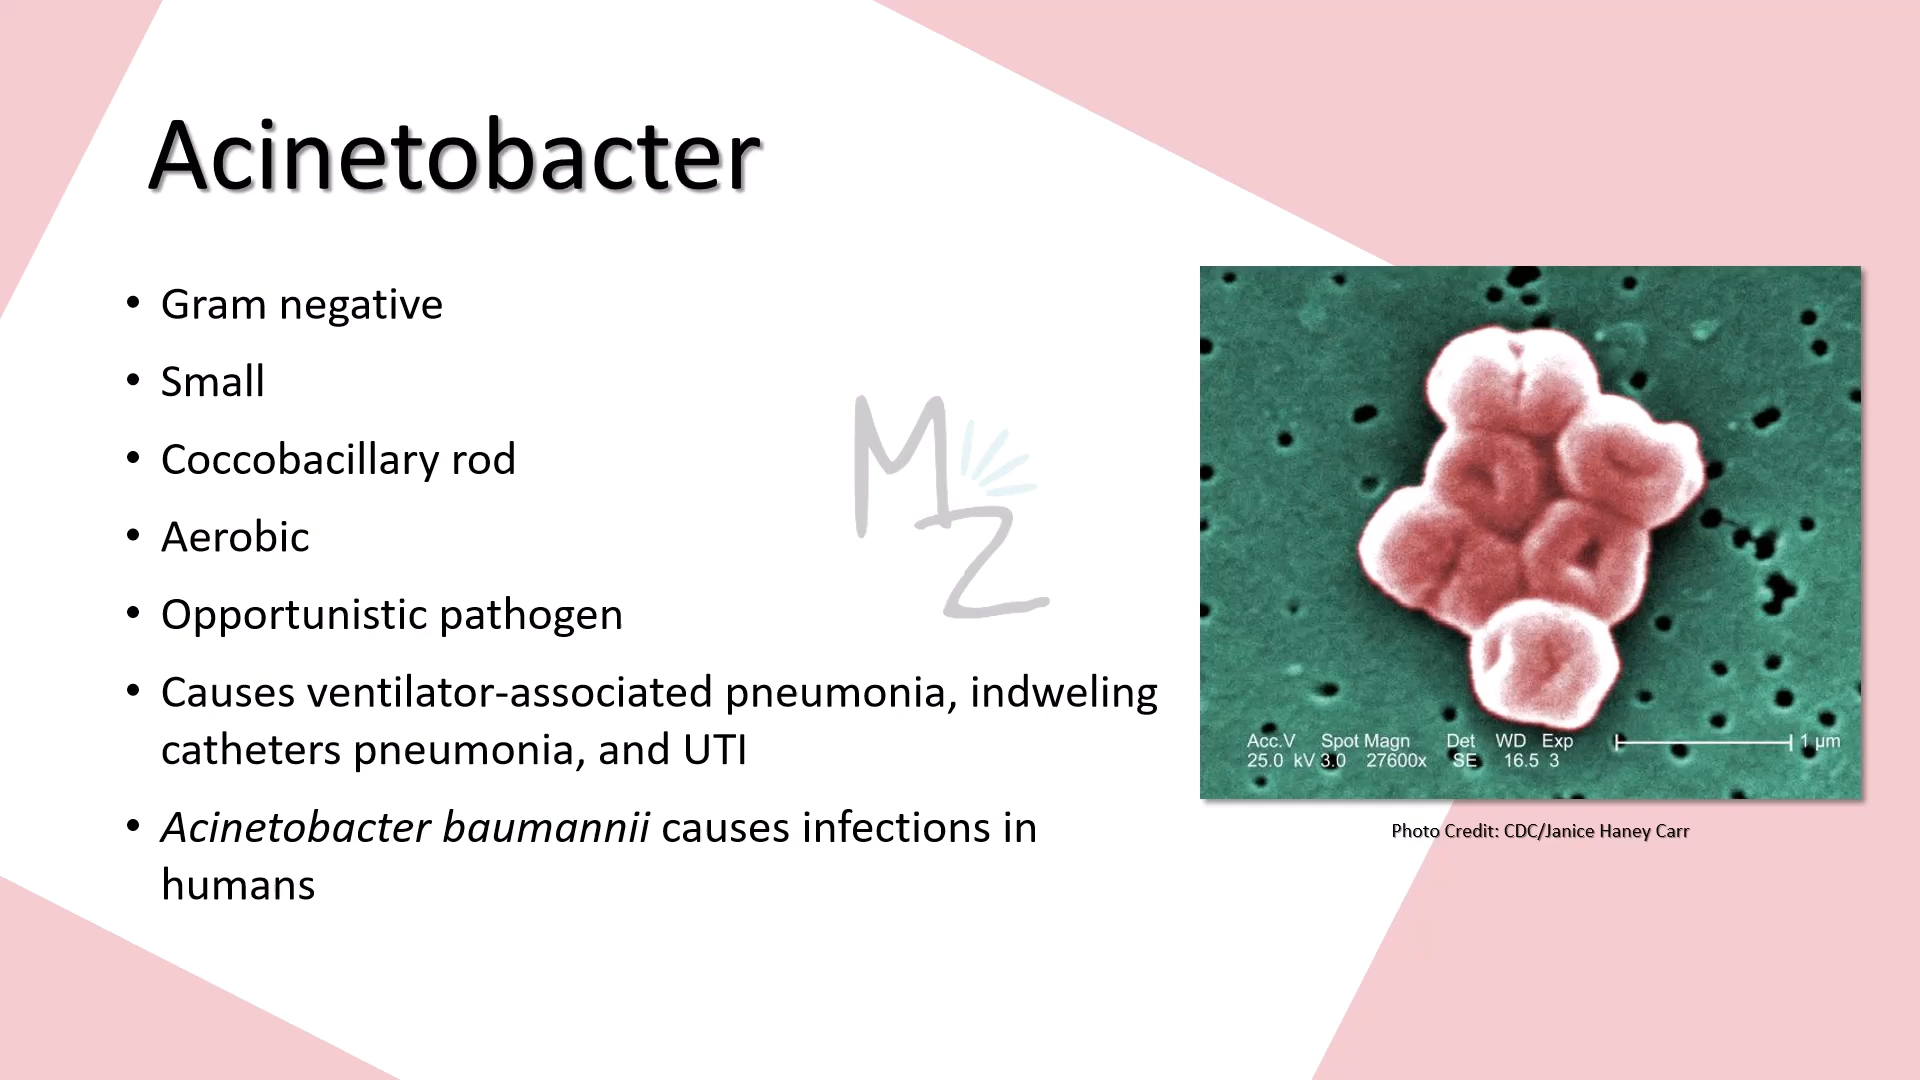 Acinetobacter
• Gram negative
• Small
• Coccobacillary rod
• Aerobic
• Opportunistic pathogen
• Causes ventilator-associated pneumonia, indweling
catheters pneumonia, and UTI
• Acinetobacter baumannii causes infections in
humans
MZ
Acc.V Spot Magn Det WD Exp 1 µm
25.0 kV 3.0 27600x SE 16.5 3
Photo Credit: CDC/Janice Haney Carr